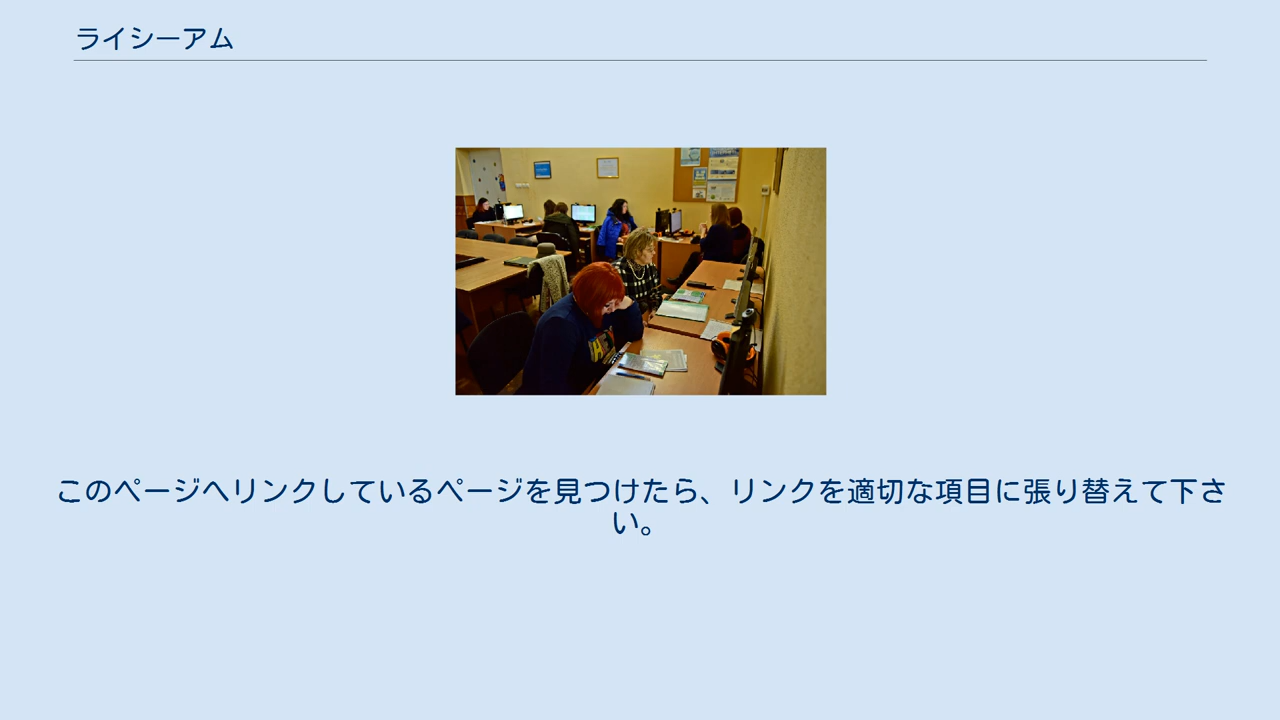 ライシーアム
このページへリンクしているページを見つけたら、リンクを適切な項目に張り替えて下さ
い。